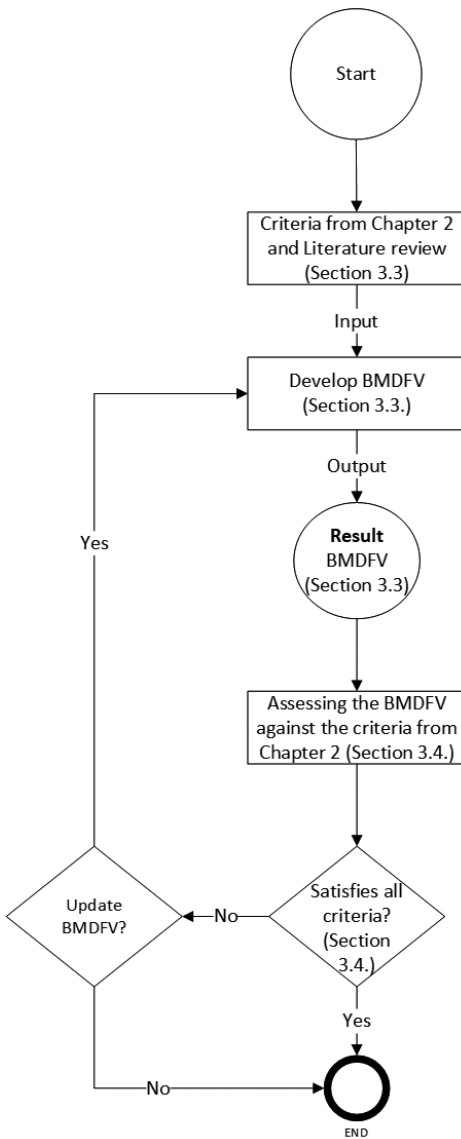 Start
Criteria from Chapter 2
and Literature review
(Section 3.3)
Input
Develop BMDFV
(Section 3.3.)
Output
Yes
Result
BMDFV
(Section 3.3)
Assessing the BMDFV
against the criteria from
Chapter 2 (Section 3.4.)
Update
BMDFV?
No
Satisfies all
criteria?
(Section
3.4.)
Yes
No
END